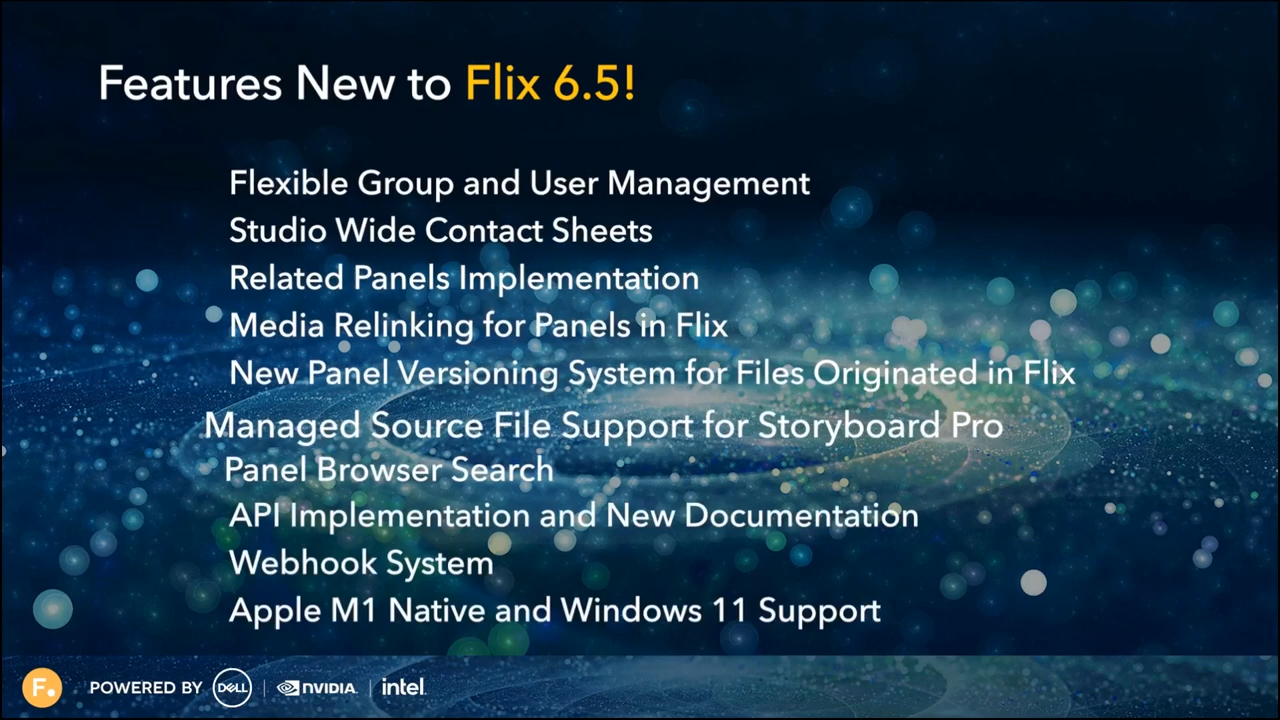 Features New to Flix 6.5!
Flexible Group and User Management
Studio Wide Contact Sheets
Related Panels Implementation
Media Relinking for Panels in Flix
New Panel Versioning System for Files Originated in Flix
Managed Source File Support for Storyboard Pro
Panel Browser Search
API Implementation and New Documentation
Webhook System
Apple M1 Native and Windows 11 Support
F. POWERED BY DELL NVIDIA. intel.